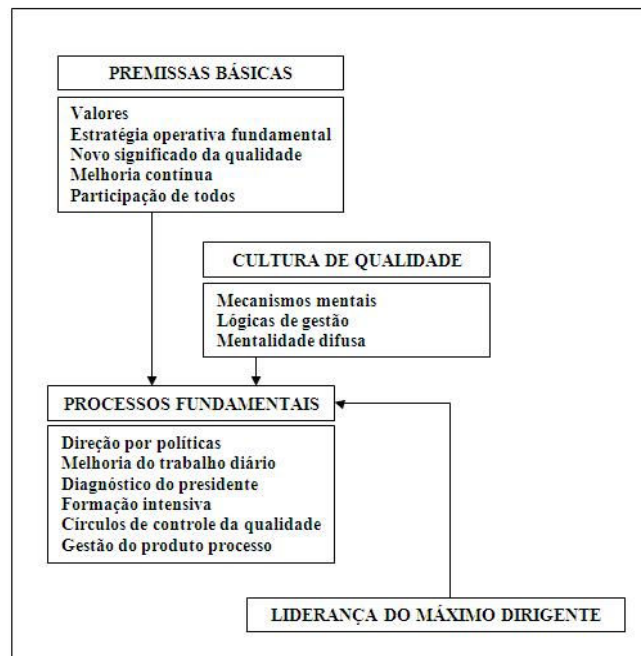 PREMISSAS BÁSICAS
Valores
Estratégia operativa fundamental
Novo significado da qualidade
Melhoria contínua
Participação de todos
CULTURA DE QUALIDADE
Mecanismos mentais
Lógicas de gestão
Mentalidade difusa
PROCESSOS FUNDAMENTAIS
Direção por políticas
Melhoria do trabalho diário
Diagnóstico do presidente
Formação intensiva
Círculos de controle da qualidade
Gestão do produto processo
LIDERANÇA DO MÁXIMO DIRIGENTE